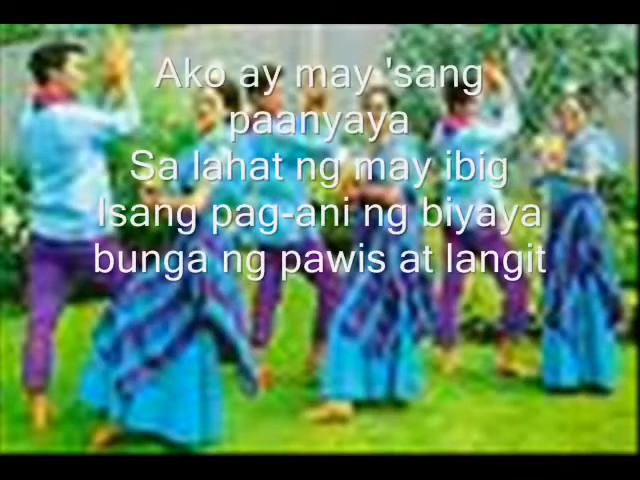 Ako ay may 'sang
paanyaya
Sa lahat ng may ibig
Isang pag-ani ng biyaya
bunga ng pawis at langit